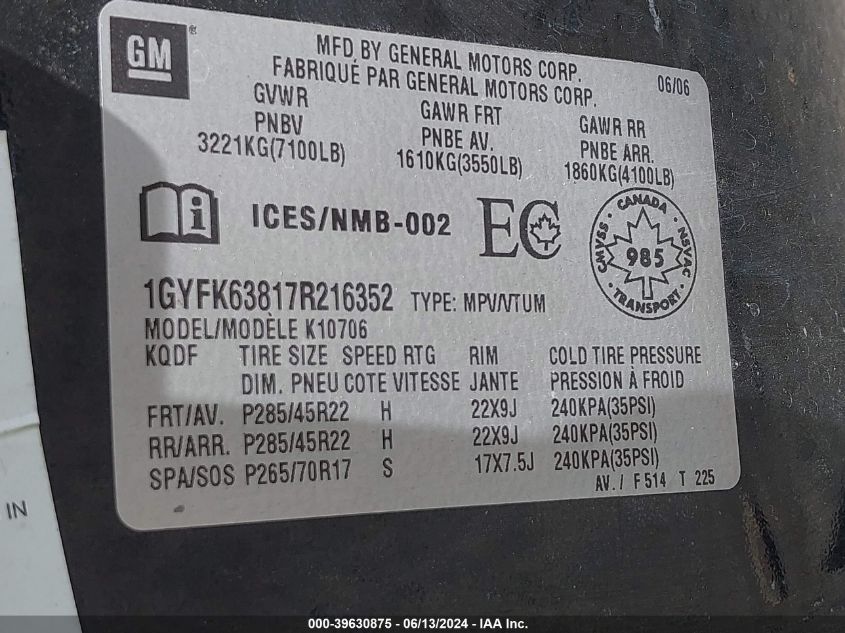 GM
MFD BY GENERAL MOTORS CORP. 06/06
FABRIQUÉ PAR GENERAL MOTORS CORP.
GVWR GAWR FRT GAWR RR
PNBV PNBE AV. PNBE ARR.
3221KG(7100LB) 1610KG(3550LB) 1860KG(4100LB)
i ICES/NMB-002 EC
CANADA
CMVSS 985 NSVAC
TRANSPORT
1GYFK63817R216352 TYPE: MPV/VTUM
MODEL/MODÈLE K10706
KQDF TIRE SIZE SPEED RTG RIM COLD TIRE PRESSURE
DIM. PNEU COTE VITESSE JANTE PRESSION À FROID
FRT/AV. P285/45R22 H 22X9J 240KPA(35PSI)
RR/ARR. P285/45R22 H 22X9J 240KPA(35PSI)
SPA/SOS P265/70R17 S 17X7.5J 240KPA(35PSI)
AV. / F 514 T 225
IN
000-39630875 - 06/13/2024 - IAA Inc.